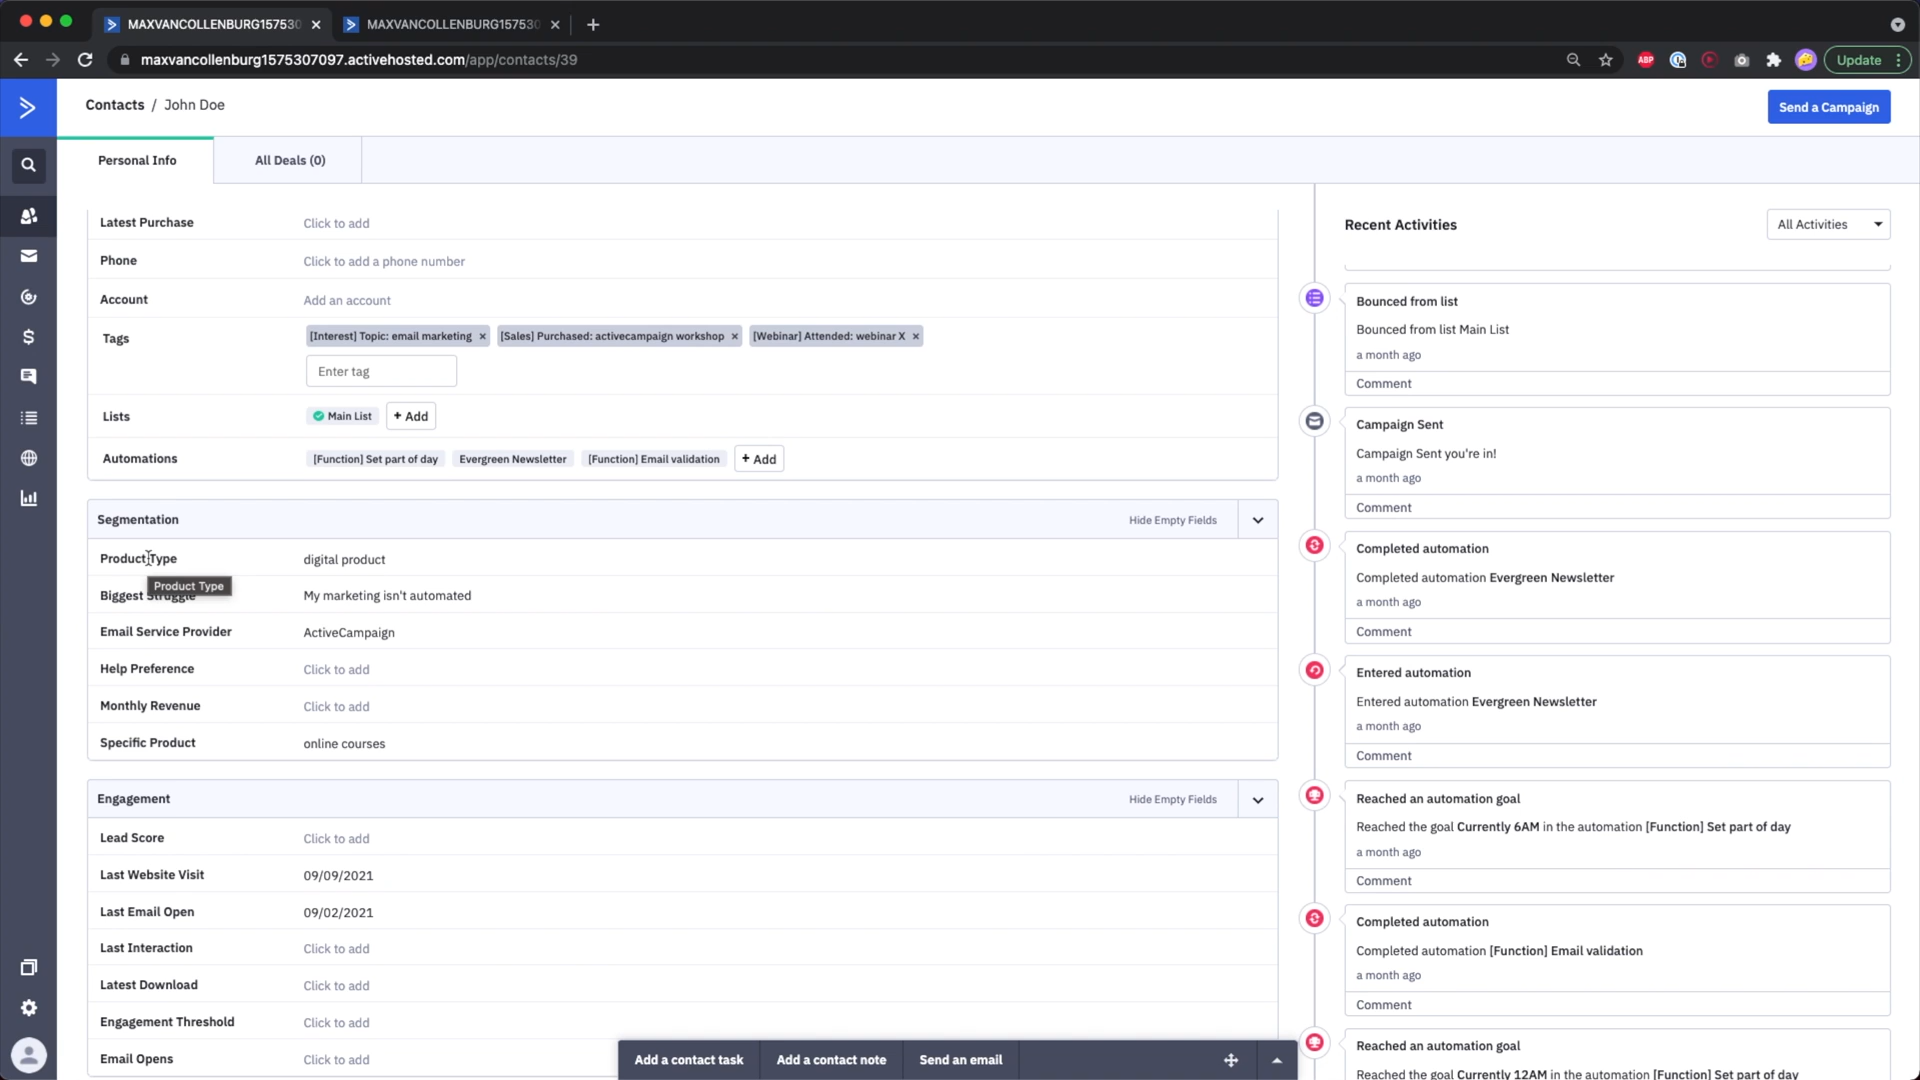 MAXVANCOLLENBURG157530
MAXVANCOLLENBURG157530
maxvancollenburg1575307097.activehosted.com/app/contacts/39
ABP
Update
Contacts / John Doe
Send a Campaign
Personal Info
All Deals (0)
Latest Purchase
Click to add
Phone
Click to add a phone number
Account
Add an account
Tags
[Interest] Topic: email marketing ×
[Sales] Purchased: activecampaign workshop ×
[Webinar] Attended: webinar X ×
Enter tag
Lists
Main List
+ Add
Automations
[Function] Set part of day
Evergreen Newsletter
[Function] Email validation
+ Add
Segmentation
Hide Empty Fields
Product Type
digital product
Product Type
Biggest Struggle
My marketing isn't automated
Email Service Provider
ActiveCampaign
Help Preference
Click to add
Monthly Revenue
Click to add
Specific Product
online courses
Engagement
Hide Empty Fields
Lead Score
Click to add
Last Website Visit
09/09/2021
Last Email Open
09/02/2021
Last Interaction
Click to add
Latest Download
Click to add
Engagement Threshold
Click to add
Email Opens
Click to add
Add a contact task
Add a contact note
Send an email
Recent Activities
All Activities
Bounced from list
Bounced from list Main List
a month ago
Comment
Campaign Sent
Campaign Sent you're in!
a month ago
Comment
Completed automation
Completed automation Evergreen Newsletter
a month ago
Comment
Entered automation
Entered automation Evergreen Newsletter
a month ago
Comment
Reached an automation goal
Reached the goal Currently 6AM in the automation [Function] Set part of day
a month ago
Comment
Completed automation
Completed automation [Function] Email validation
a month ago
Comment
Reached an automation goal
Reached the goal Currently 12AM in the automation [Function] Set part of day